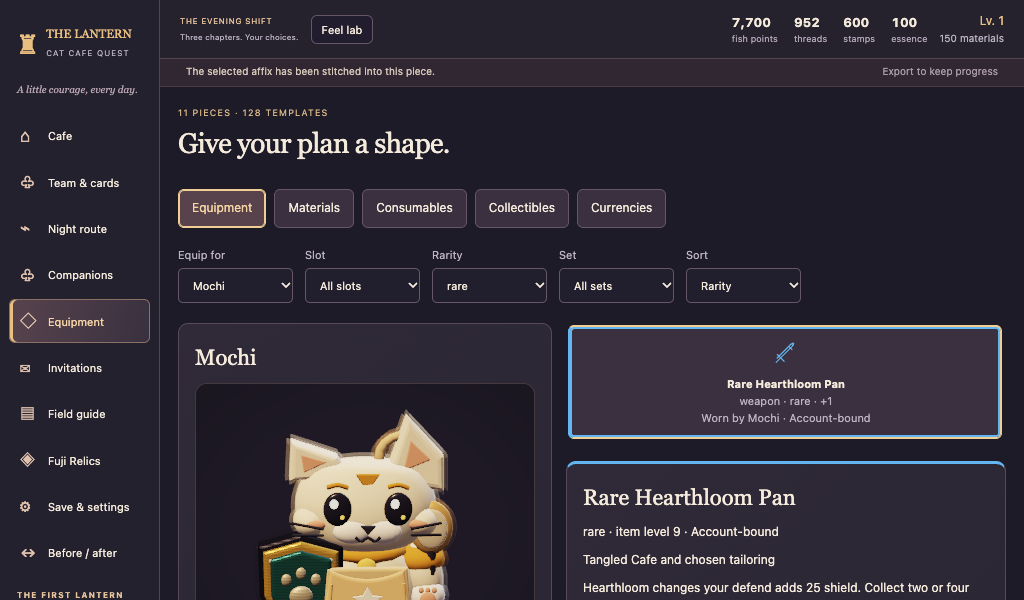 THE LANTERN
CAT CAFE QUEST
A little courage, every day.
Cafe
Team & cards
Night route
Companions
Equipment
Invitations
Field guide
Fuji Relics
Save & settings
Before / after
THE FIRST LANTERN
THE EVENING SHIFT
Three chapters. Your choices.
Feel lab
7,700
fish points
952
threads
600
stamps
100
essence
Lv. 1
150 materials
The selected affix has been stitched into this piece.
Export to keep progress
11 PIECES · 128 TEMPLATES
Give your plan a shape.
Equipment
Materials
Consumables
Collectibles
Currencies
Equip for
Mochi
Slot
All slots
Rarity
rare
Set
All sets
Sort
Rarity
Mochi
Rare Hearthloom Pan
weapon · rare · +1
Worn by Mochi · Account-bound
Rare Hearthloom Pan
rare · item level 9 · Account-bound
Tangled Cafe and chosen tailoring
Hearthloom changes your defend adds 25 shield. Collect two or four